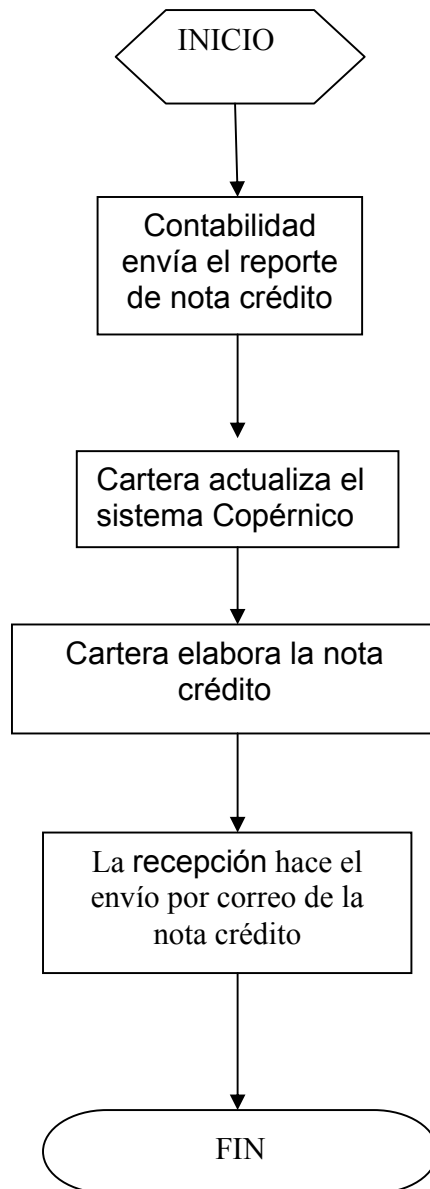 INICIO
Contabilidad
envía el reporte
de nota crédito
Cartera actualiza el
sistema Copérnico
Cartera elabora la nota
crédito
La recepción hace el
envío por correo de la
nota crédito
FIN